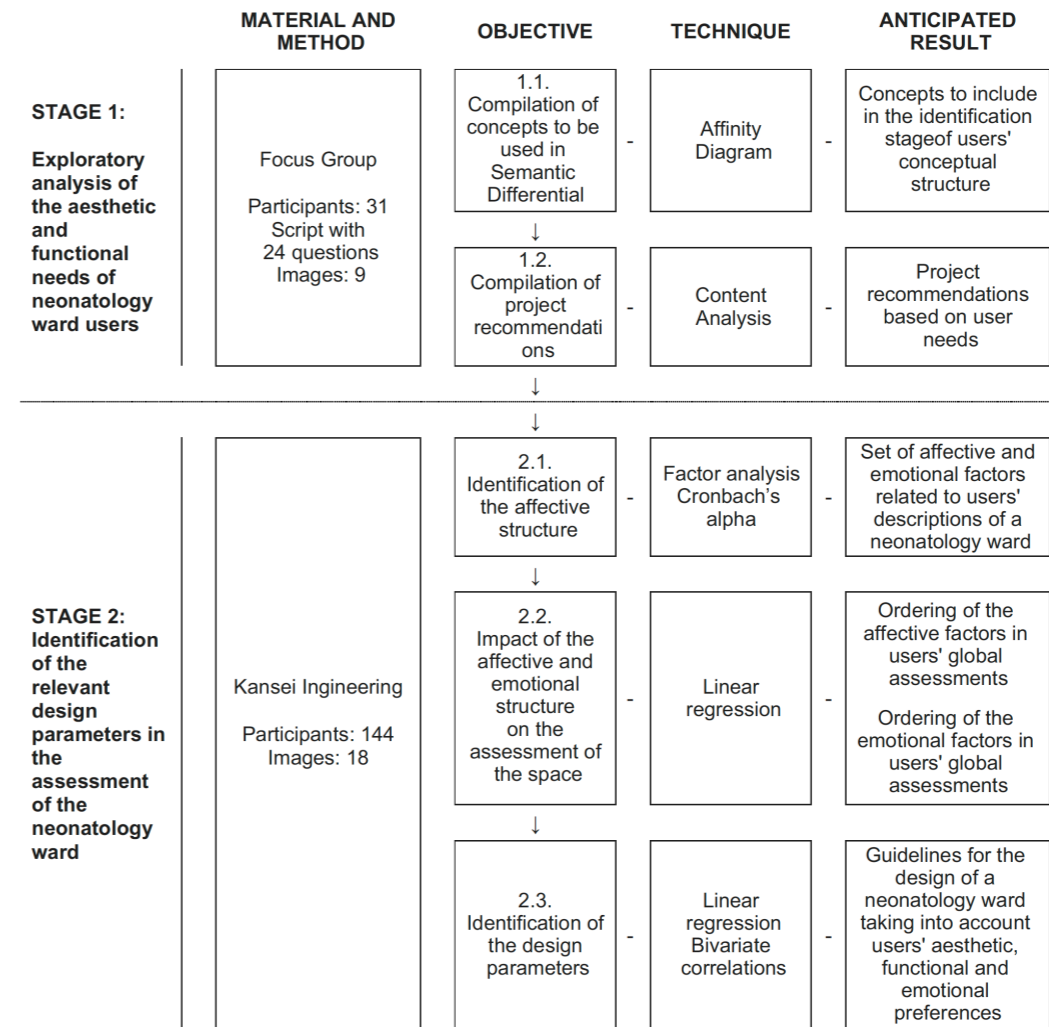 MATERIAL AND
METHOD
OBJECTIVE
TECHNIQUE
ANTICIPATED
RESULT
STAGE 1:
Exploratory
analysis of
the aesthetic
and
functional
needs of
neonatology
ward users
Focus Group
Participants: 31
Script with
24 questions
Images: 9
1.1.
Compilation of
concepts to be
used in
Semantic
Differential
-
Affinity
Diagram
-
Concepts to include
in the identification
stageof users'
conceptual
structure
↓
1.2.
Compilation of
project
recommendati
ons
-
Content
Analysis
-
Project
recommendations
based on user
needs
↓
↓
STAGE 2:
Identification
of the
relevant
design
parameters in
the
assessment
of the
neonatology
ward
Kansei Ingineering
Participants: 144
Images: 18
2.1.
Identification of
the affective
structure
-
Factor analysis
Cronbach's
alpha
-
Set of affective and
emotional factors
related to users'
descriptions of a
neonatology ward
↓
2.2.
Impact of the
affective and
emotional
structure
on the
assessment of
the space
-
Linear
regression
-
Ordering of the
affective factors in
users' global
assessments
Ordering of the
emotional factors in
users' global
assessments
↓
2.3.
Identification of
the design
parameters
-
Linear
regression
Bivariate
correlations
-
Guidelines for the
design of a
neonatology ward
taking into account
users' aesthetic,
functional and
emotional
preferences